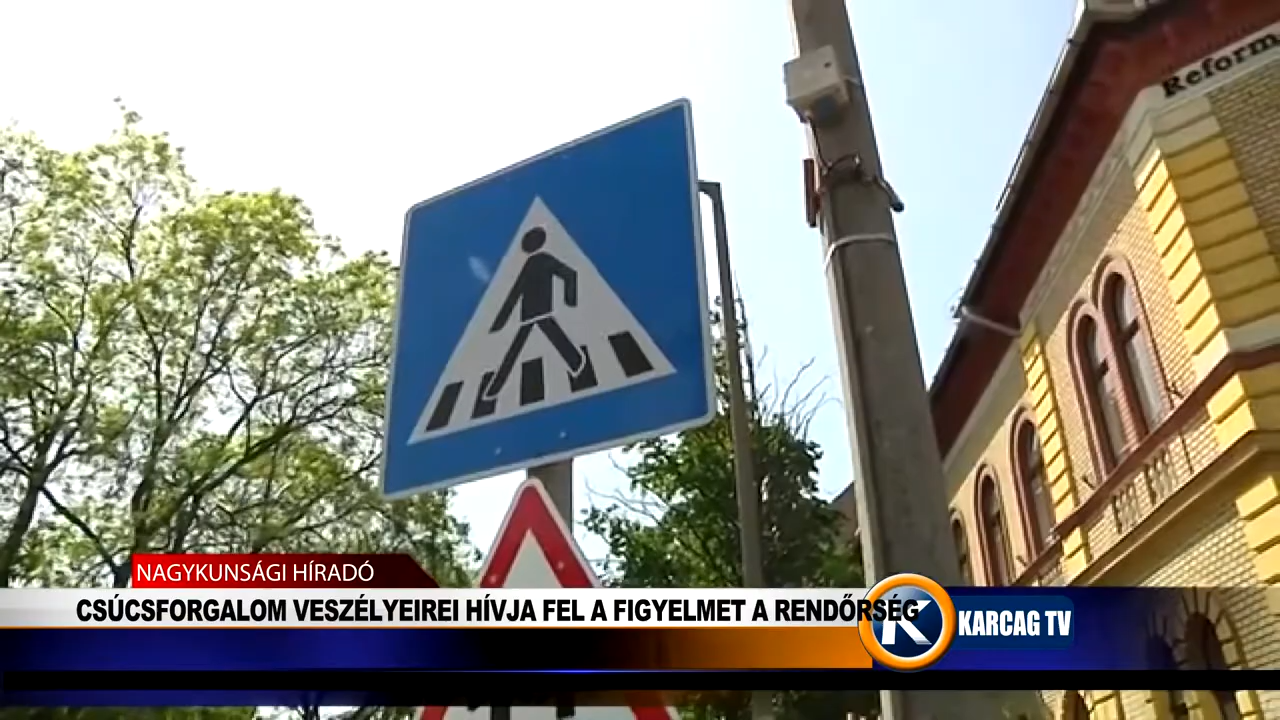 Reform
NAGYKUNSÁGI HÍRADÓ
CSÚCSFORGALOM VESZÉLYEIREI HÍVJA FEL A FIGYELMET A RENDŐRSÉG
K KARCAG TV